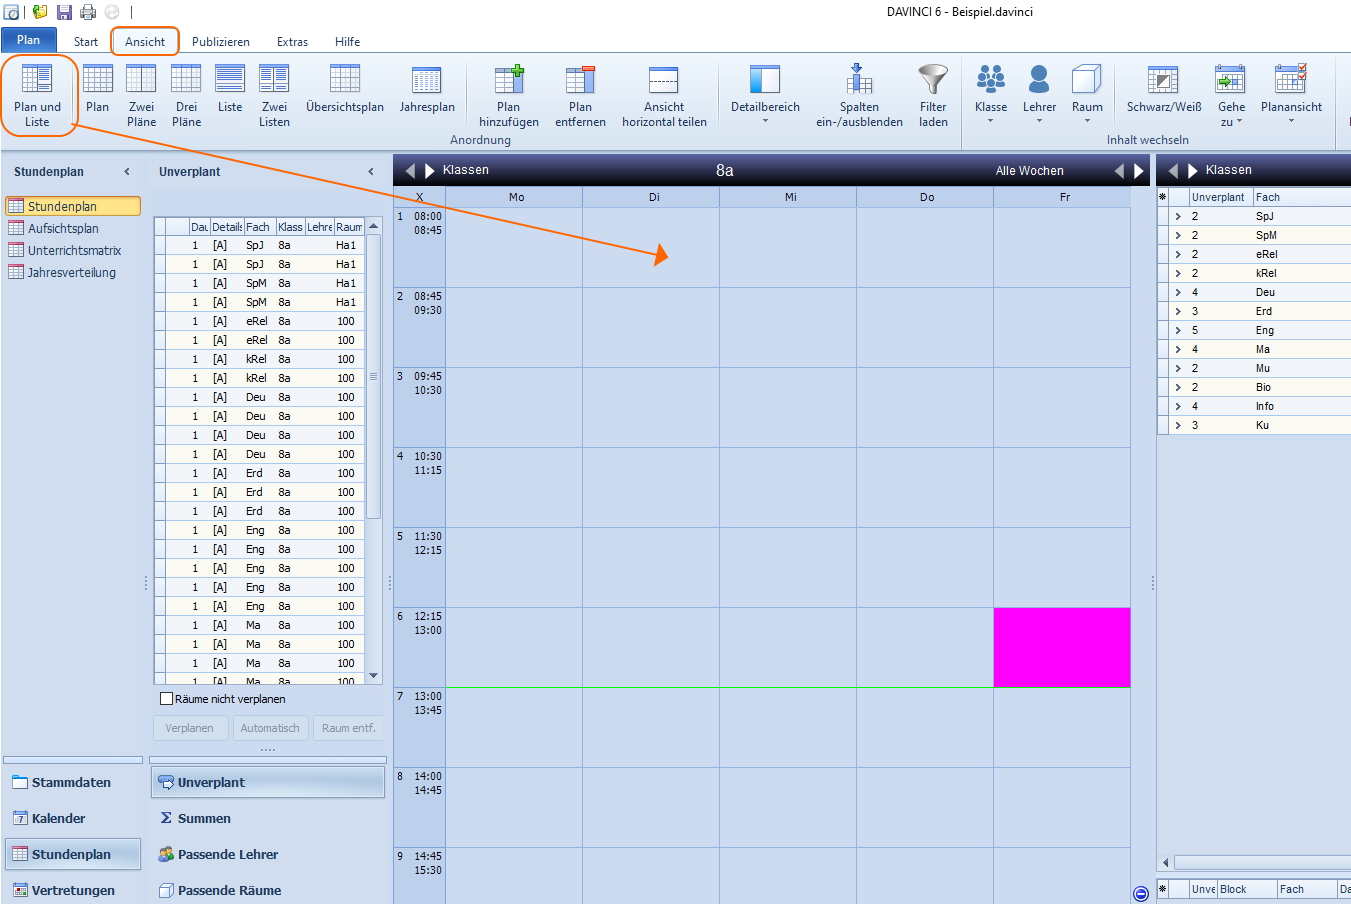 DAVINCI 6 - Beispiel.davinci
Plan Start Ansicht Publizieren Extras Hilfe
Plan und Liste
Plan
Zwei Pläne
Drei Pläne
Liste
Zwei Listen
Übersichtsplan
Jahresplan
Plan hinzufügen
Plan entfernen
Ansicht horizontal teilen
Detailbereich
Spalten ein-/ausblenden
Filter laden
Klasse
Lehrer
Raum
Schwarz/Weiß
Gehe zu
Planansicht
Anordnung
Inhalt wechseln
Stundenplan
Stundenplan
Aufsichtsplan
Unterrichtsmatrix
Jahresverteilung
Stammdaten
Kalender
Stundenplan
Vertretungen
Unverplant
Dau Details Fach Klass Lehre Raum
1 [A] SpJ 8a Ha1
1 [A] SpJ 8a Ha1
1 [A] SpM 8a Ha1
1 [A] SpM 8a Ha1
1 [A] eRel 8a 100
1 [A] eRel 8a 100
1 [A] kRel 8a 100
1 [A] kRel 8a 100
1 [A] Deu 8a 100
1 [A] Deu 8a 100
1 [A] Deu 8a 100
1 [A] Deu 8a 100
1 [A] Erd 8a 100
1 [A] Erd 8a 100
1 [A] Erd 8a 100
1 [A] Eng 8a 100
1 [A] Eng 8a 100
1 [A] Eng 8a 100
1 [A] Eng 8a 100
1 [A] Eng 8a 100
1 [A] Ma 8a 100
1 [A] Ma 8a 100
1 [A] Ma 8a 100
1 [A] Ma 8a 100
Räume nicht verplanen
Verplanen Automatisch Raum entf.
Unverplant
Σ Summen
Passende Lehrer
Passende Räume
Klassen 8a Alle Wochen
X Mo Di Mi Do Fr
1 08:00
08:45
2 08:45
09:30
3 09:45
10:30
4 10:30
11:15
5 11:30
12:15
6 12:15
13:00
7 13:00
13:45
8 14:00
14:45
9 14:45
15:30
Klassen
Unverplant Fach
2 SpJ
2 SpM
2 eRel
2 kRel
4 Deu
3 Erd
5 Eng
4 Ma
2 Mu
2 Bio
4 Info
3 Ku
Unve Block Fach Da